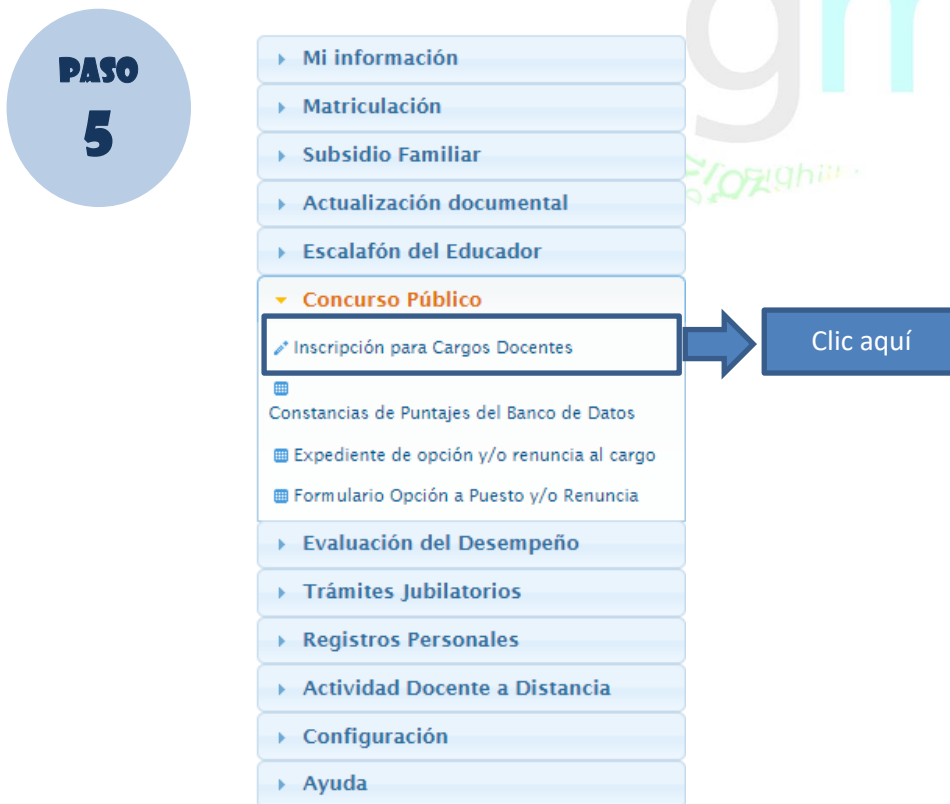 PASO
5
gm
Mi información
Matriculación
Subsidio Familiar
Actualización documental
Escalafón del Educador
Concurso Público
Inscripción para Cargos Docentes
Clic aquí
Constancias de Puntajes del Banco de Datos
Expediente de opción y/o renuncia al cargo
Formulario Opción a Puesto y/o Renuncia
Evaluación del Desempeño
Trámites Jubilatorios
Registros Personales
Actividad Docente a Distancia
Configuración
Ayuda